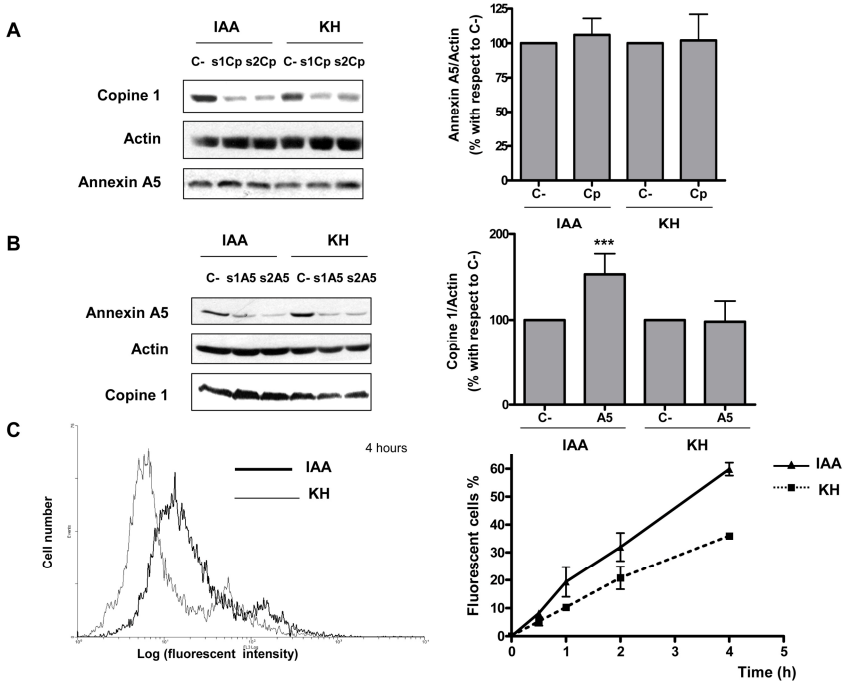 A
IAA KH
C- s1Cp s2Cp C- s1Cp s2Cp
Copine 1
Actin
Annexin A5
Annexin A5/Actin
(% with respect to C-)
125
100
75
50
25
0
C- Cp C- Cp
IAA KH
B
IAA KH
C- s1A5 s2A5 C- s1A5 s2A5
Annexin A5
Actin
Copine 1
Copine 1/Actin
(% with respect to C-)
200
100
0
***
C- A5 C- A5
IAA KH
C
4 hours
IAA
KH
Cell number
Events
Log (fluorescent intensity)
Fluorescent cells %
60
50
40
30
20
10
0
0 1 2 3 4 5
Time (h)
IAA
KH